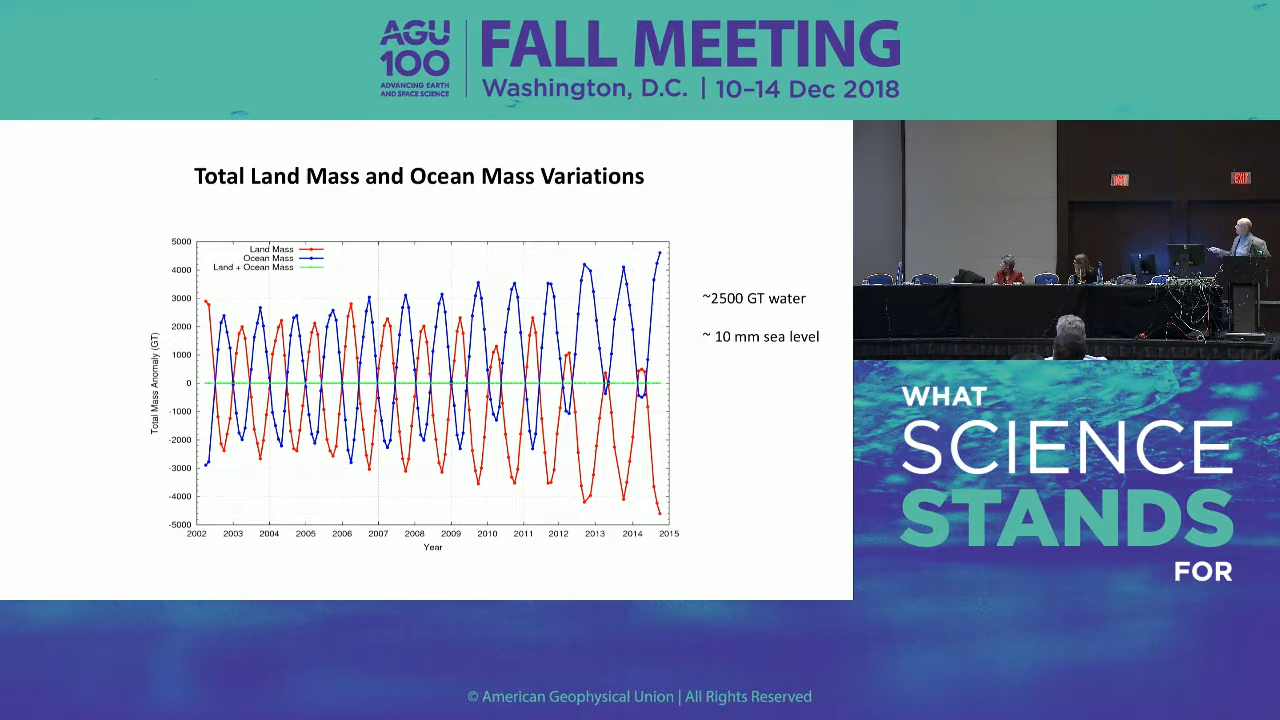 AGU
100
ADVANCING EARTH
AND SPACE SCIENCE
FALL MEETING
Washington, D.C. | 10–14 Dec 2018
Total Land Mass and Ocean Mass Variations
Land Mass
Ocean Mass
Land + Ocean Mass
5000
4000
3000
2000
1000
0
-1000
-2000
-3000
-4000
-5000
Total Mass Anomaly (GT)
2002 2003 2004 2005 2006 2007 2008 2009 2010 2011 2012 2013 2014 2015
Year
~2500 GT water
~ 10 mm sea level
EXIT
EXIT
WHAT
SCIENCE
STANDS
FOR
© American Geophysical Union | All Rights Reserved